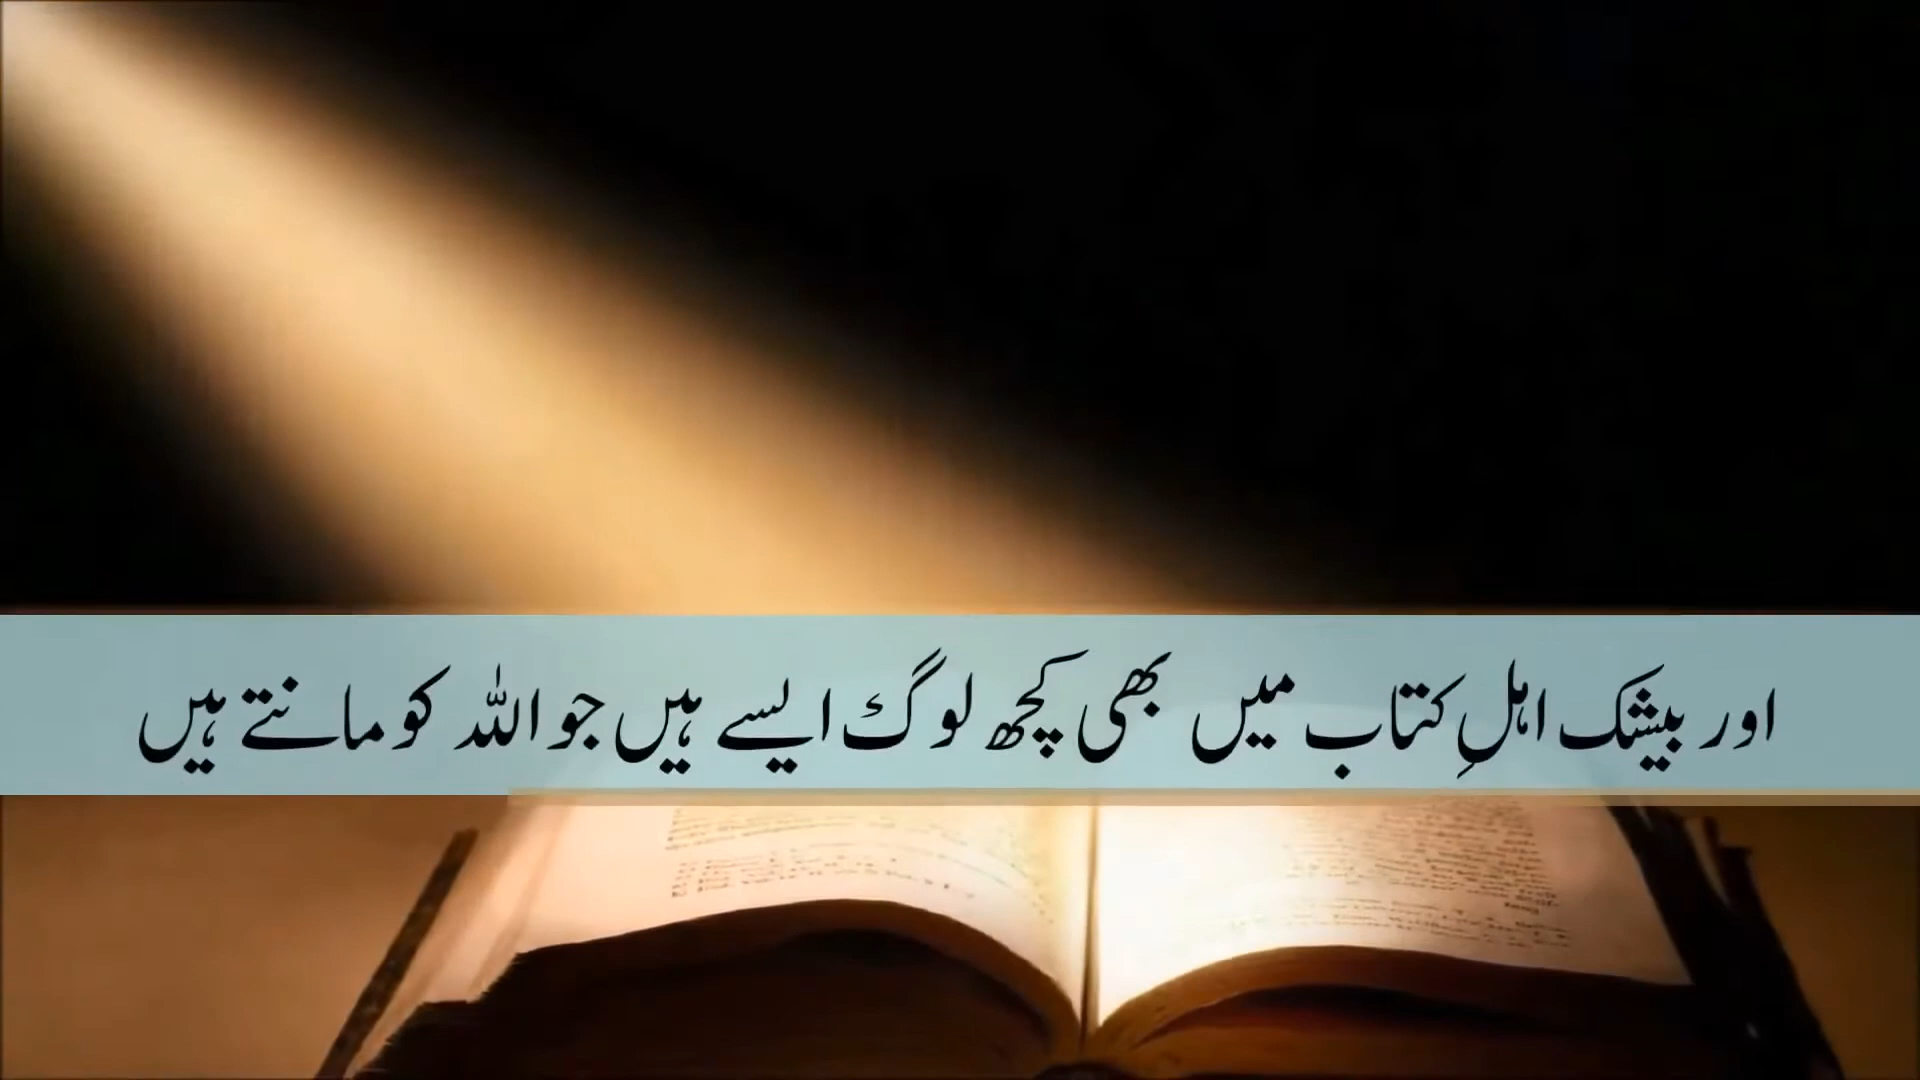 اور بیشک اہلِ کتاب میں بھی کچھ لوگ ایسے ہیں جو اللہ کو مانتے ہیں